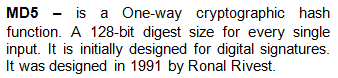 MD5 – is a One-way cryptographic hash
function. A 128-bit digest size for every single
input. It is initially designed for digital signatures.
It was designed in 1991 by Ronal Rivest.